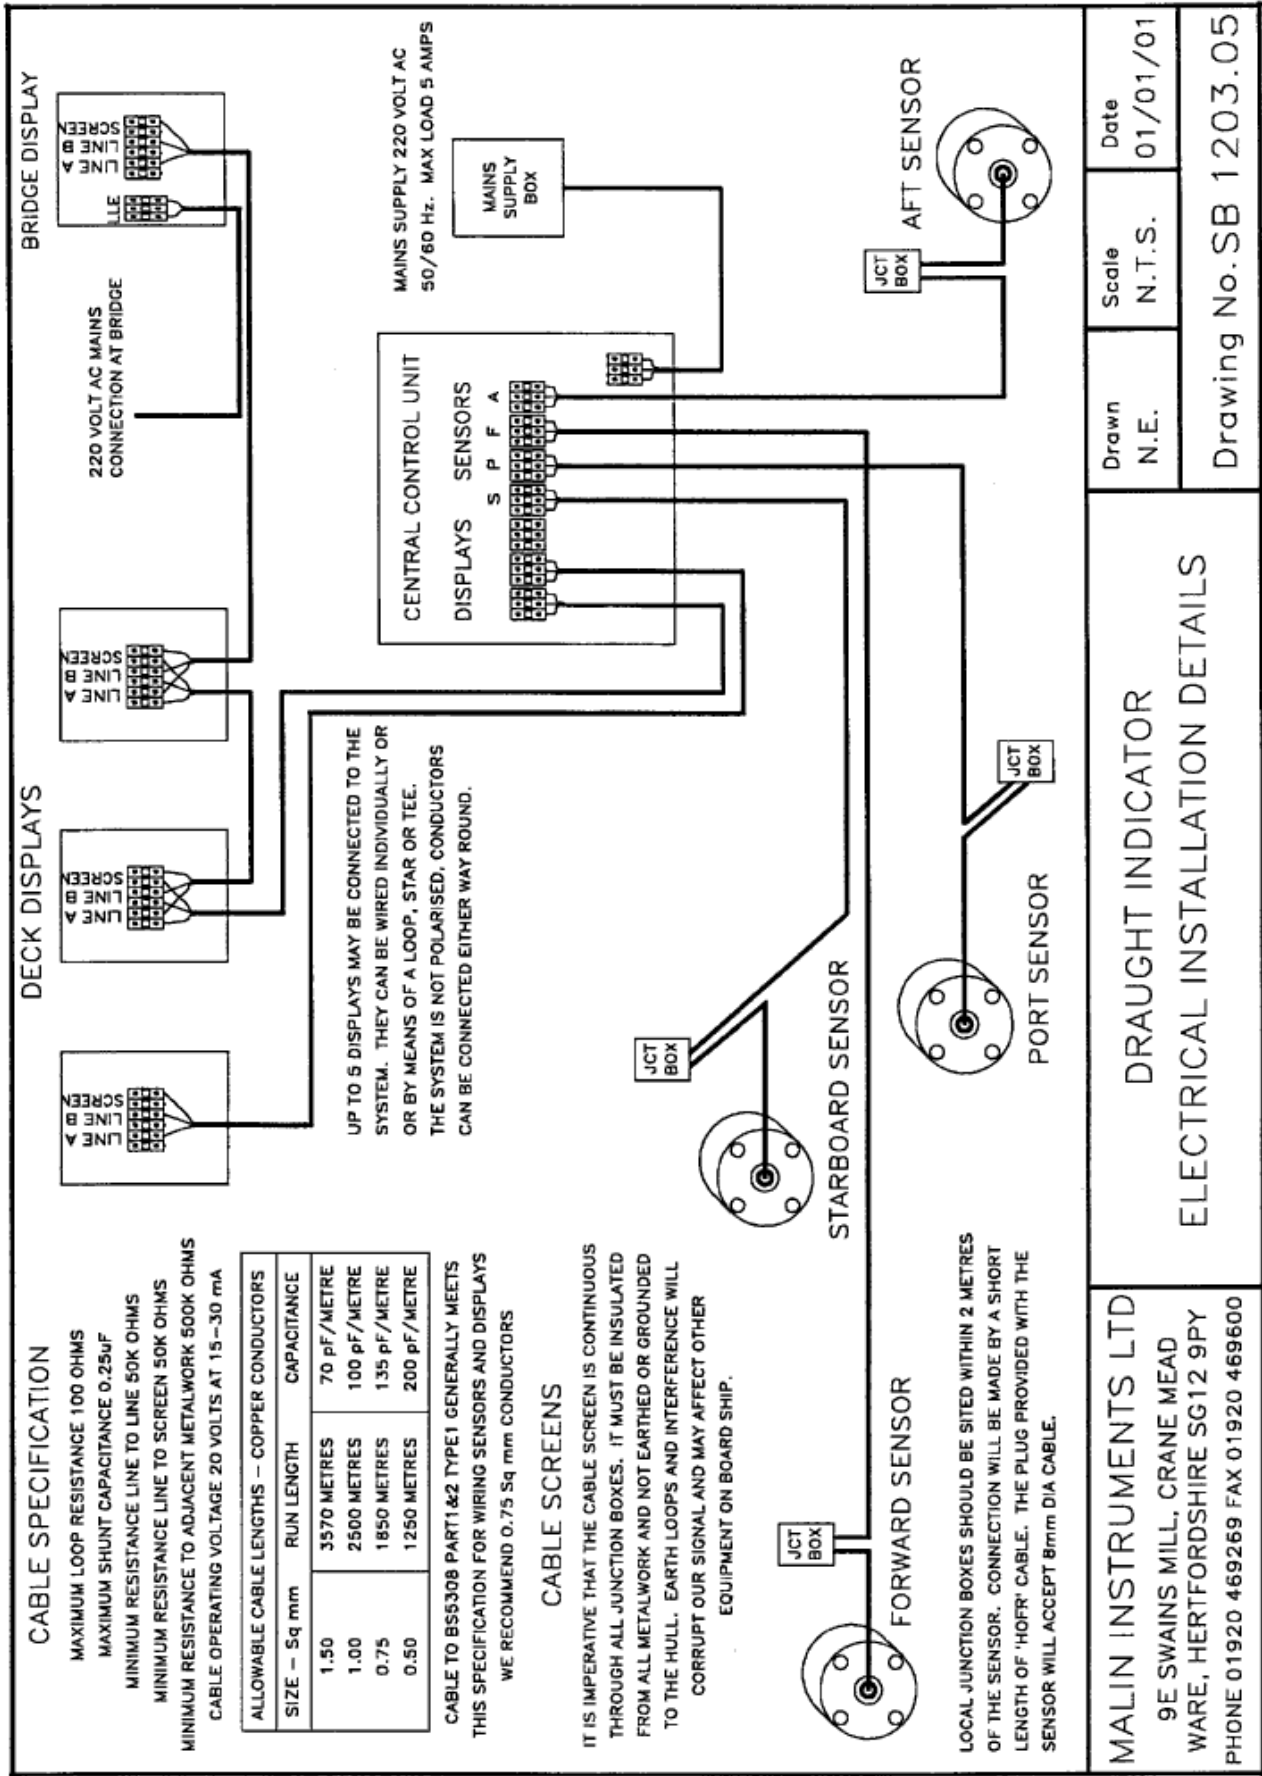 CABLE SPECIFICATION
MAXIMUM LOOP RESISTANCE 100 OHMS
MAXIMUM SHUNT CAPACITANCE 0.25uF
MINIMUM RESISTANCE LINE TO LINE 50K OHMS
MINIMUM RESISTANCE LINE TO SCREEN 50K OHMS
MINIMUM RESISTANCE TO ADJACENT METALWORK 500K OHMS
CABLE OPERATING VOLTAGE 20 VOLTS AT 15-30 mA
ALLOWABLE CABLE LENGTHS - COPPER CONDUCTORS
SIZE - Sq mm RUN LENGTH CAPACITANCE
1.50 3570 METRES 70 pF/METRE
1.00 2500 METRES 100 pF/METRE
0.75 1850 METRES 135 pF/METRE
0.50 1250 METRES 200 pF/METRE
CABLE TO BS5308 PART1&2 TYPE1 GENERALLY MEETS
THIS SPECIFICATION FOR WIRING SENSORS AND DISPLAYS
WE RECOMMEND 0.75 Sq mm CONDUCTORS
CABLE SCREENS
IT IS IMPERATIVE THAT THE CABLE SCREEN IS CONTINUOUS
THROUGH ALL JUNCTION BOXES. IT MUST BE INSULATED
FROM ALL METALWORK AND NOT EARTHED OR GROUNDED
TO THE HULL. EARTH LOOPS AND INTERFERENCE WILL
CORRUPT OUR SIGNAL AND MAY AFFECT OTHER
EQUIPMENT ON BOARD SHIP.
DECK DISPLAYS
LINE A
LINE B
SCREEN
LINE A
LINE B
SCREEN
LINE A
LINE B
SCREEN
BRIDGE DISPLAY
LLE
LINE A
LINE B
SCREEN
220 VOLT AC MAINS
CONNECTION AT BRIDGE
UP TO 5 DISPLAYS MAY BE CONNECTED TO THE
SYSTEM. THEY CAN BE WIRED INDIVIDUALLY OR
OR BY MEANS OF A LOOP, STAR OR TEE.
THE SYSTEM IS NOT POLARISED, CONDUCTORS
CAN BE CONNECTED EITHER WAY ROUND.
MAINS SUPPLY 220 VOLT AC
50/60 Hz. MAX LOAD 5 AMPS
MAINS
SUPPLY
BOX
CENTRAL CONTROL UNIT
DISPLAYS SENSORS
S P F A
JCT
BOX
STARBOARD SENSOR
JCT
BOX
FORWARD SENSOR
JCT
BOX
PORT SENSOR
JCT
BOX
AFT SENSOR
LOCAL JUNCTION BOXES SHOULD BE SITED WITHIN 2 METRES
OF THE SENSOR. CONNECTION WILL BE MADE BY A SHORT
LENGTH OF 'HOFR' CABLE. THE PLUG PROVIDED WITH THE
SENSOR WILL ACCEPT 8mm DIA CABLE.
MALIN INSTRUMENTS LTD
9E SWAINS MILL, CRANE MEAD
WARE, HERTFORDSHIRE SG12 9PY
PHONE 01920 469269 FAX 01920 469600
DRAUGHT INDICATOR
ELECTRICAL INSTALLATION DETAILS
Drawn
N.E.
Scale
N.T.S.
Date
01/01/01
Drawing No. SB 1203.05